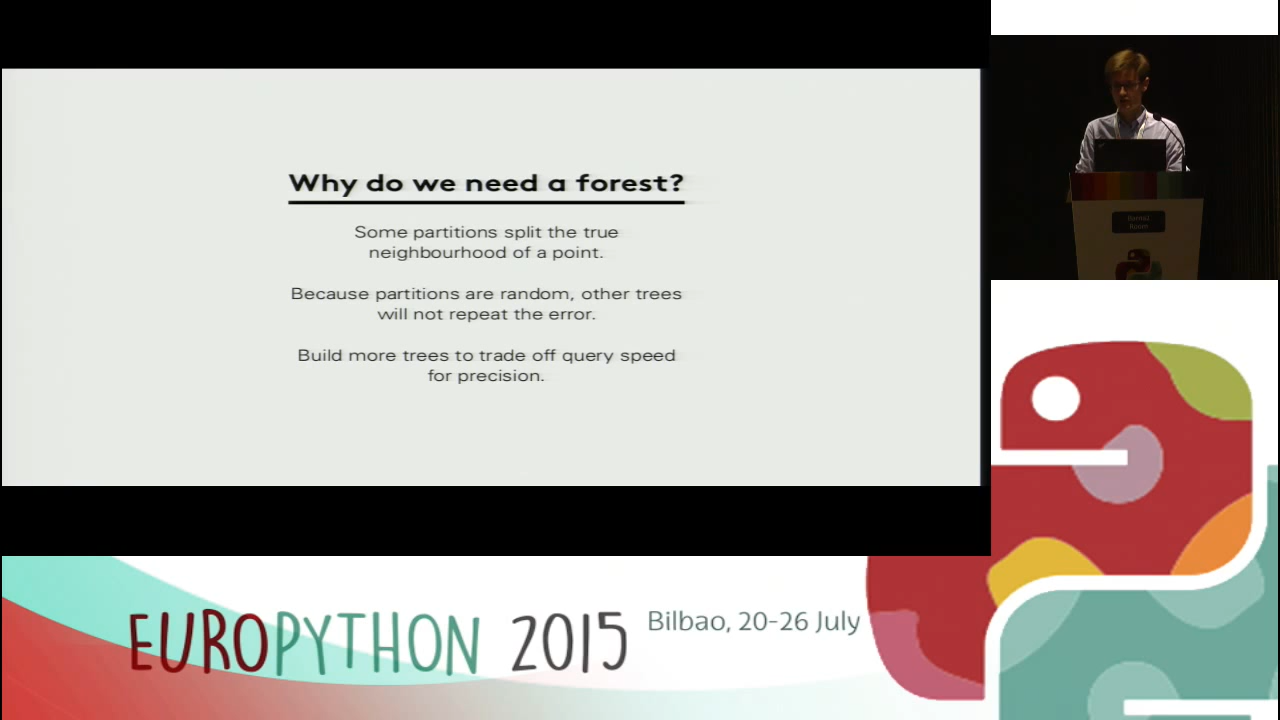 Why do we need a forest?
Some partitions split the true
neighbourhood of a point.
Because partitions are random, other trees
will not repeat the error.
Build more trees to trade off query speed
for precision.
Room
EUROPYTHON 2015
Bilbao, 20-26 July